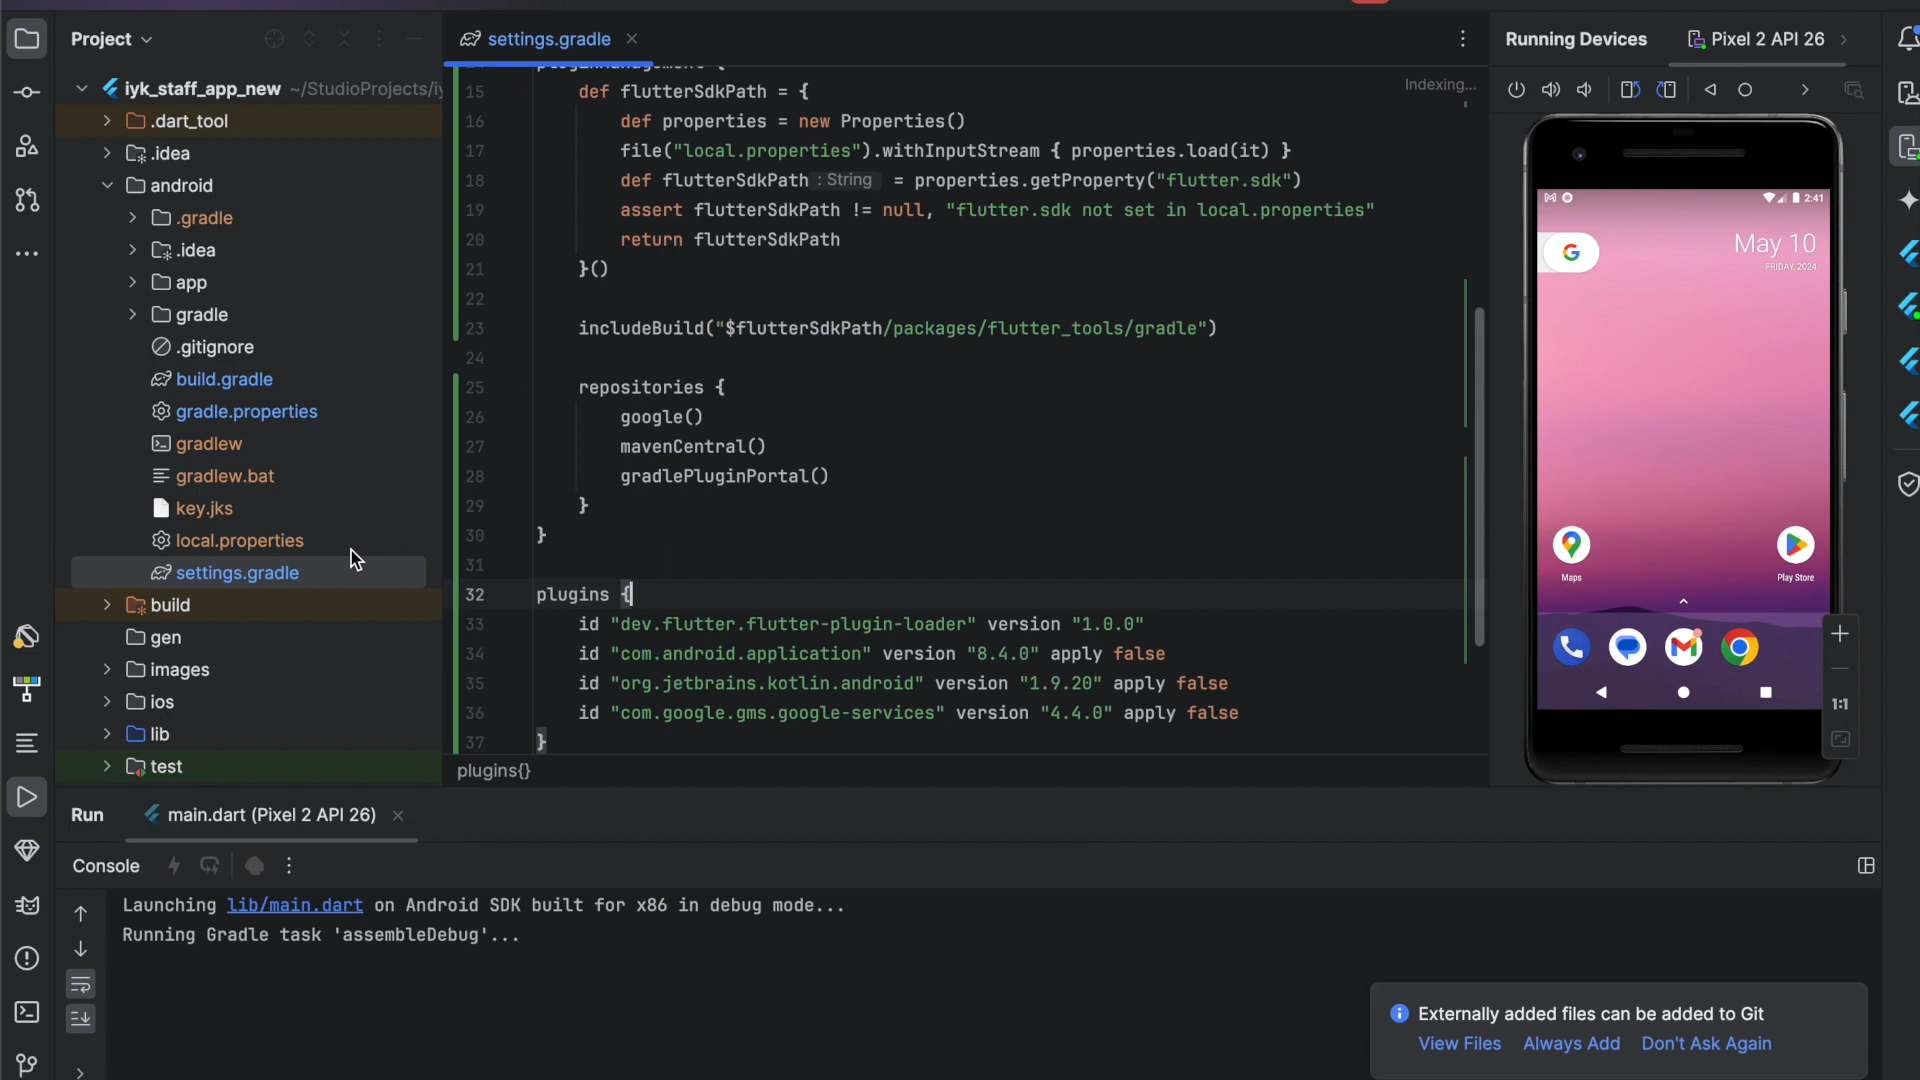 Project
iyk_staff_app_new ~/StudioProjects/iy
.dart_tool
.idea
android
.gradle
.idea
app
gradle
.gitignore
build.gradle
gradle.properties
gradlew
gradlew.bat
key.jks
local.properties
settings.gradle
build
gen
images
ios
lib
test
settings.gradle
Indexing...
15 def flutterSdkPath = {
16 def properties = new Properties()
17 file("local.properties").withInputStream { properties.load(it) }
18 def flutterSdkPath : String = properties.getProperty("flutter.sdk")
19 assert flutterSdkPath != null, "flutter.sdk not set in local.properties"
20 return flutterSdkPath
21 }()
22
23 includeBuild("$flutterSdkPath/packages/flutter_tools/gradle")
24
25 repositories {
26 google()
27 mavenCentral()
28 gradlePluginPortal()
29 }
30 }
31
32 plugins {
33 id "dev.flutter.flutter-plugin-loader" version "1.0.0"
34 id "com.android.application" version "8.4.0" apply false
35 id "org.jetbrains.kotlin.android" version "1.9.20" apply false
36 id "com.google.gms.google-services" version "4.4.0" apply false
37 }
plugins{}
Running Devices Pixel 2 API 26
2:41
May 10
FRIDAY, 2024
Maps Play Store
1:1
Run main.dart (Pixel 2 API 26)
Console
Launching lib/main.dart on Android SDK built for x86 in debug mode...
Running Gradle task 'assembleDebug'...
Externally added files can be added to Git
View Files Always Add Don't Ask Again